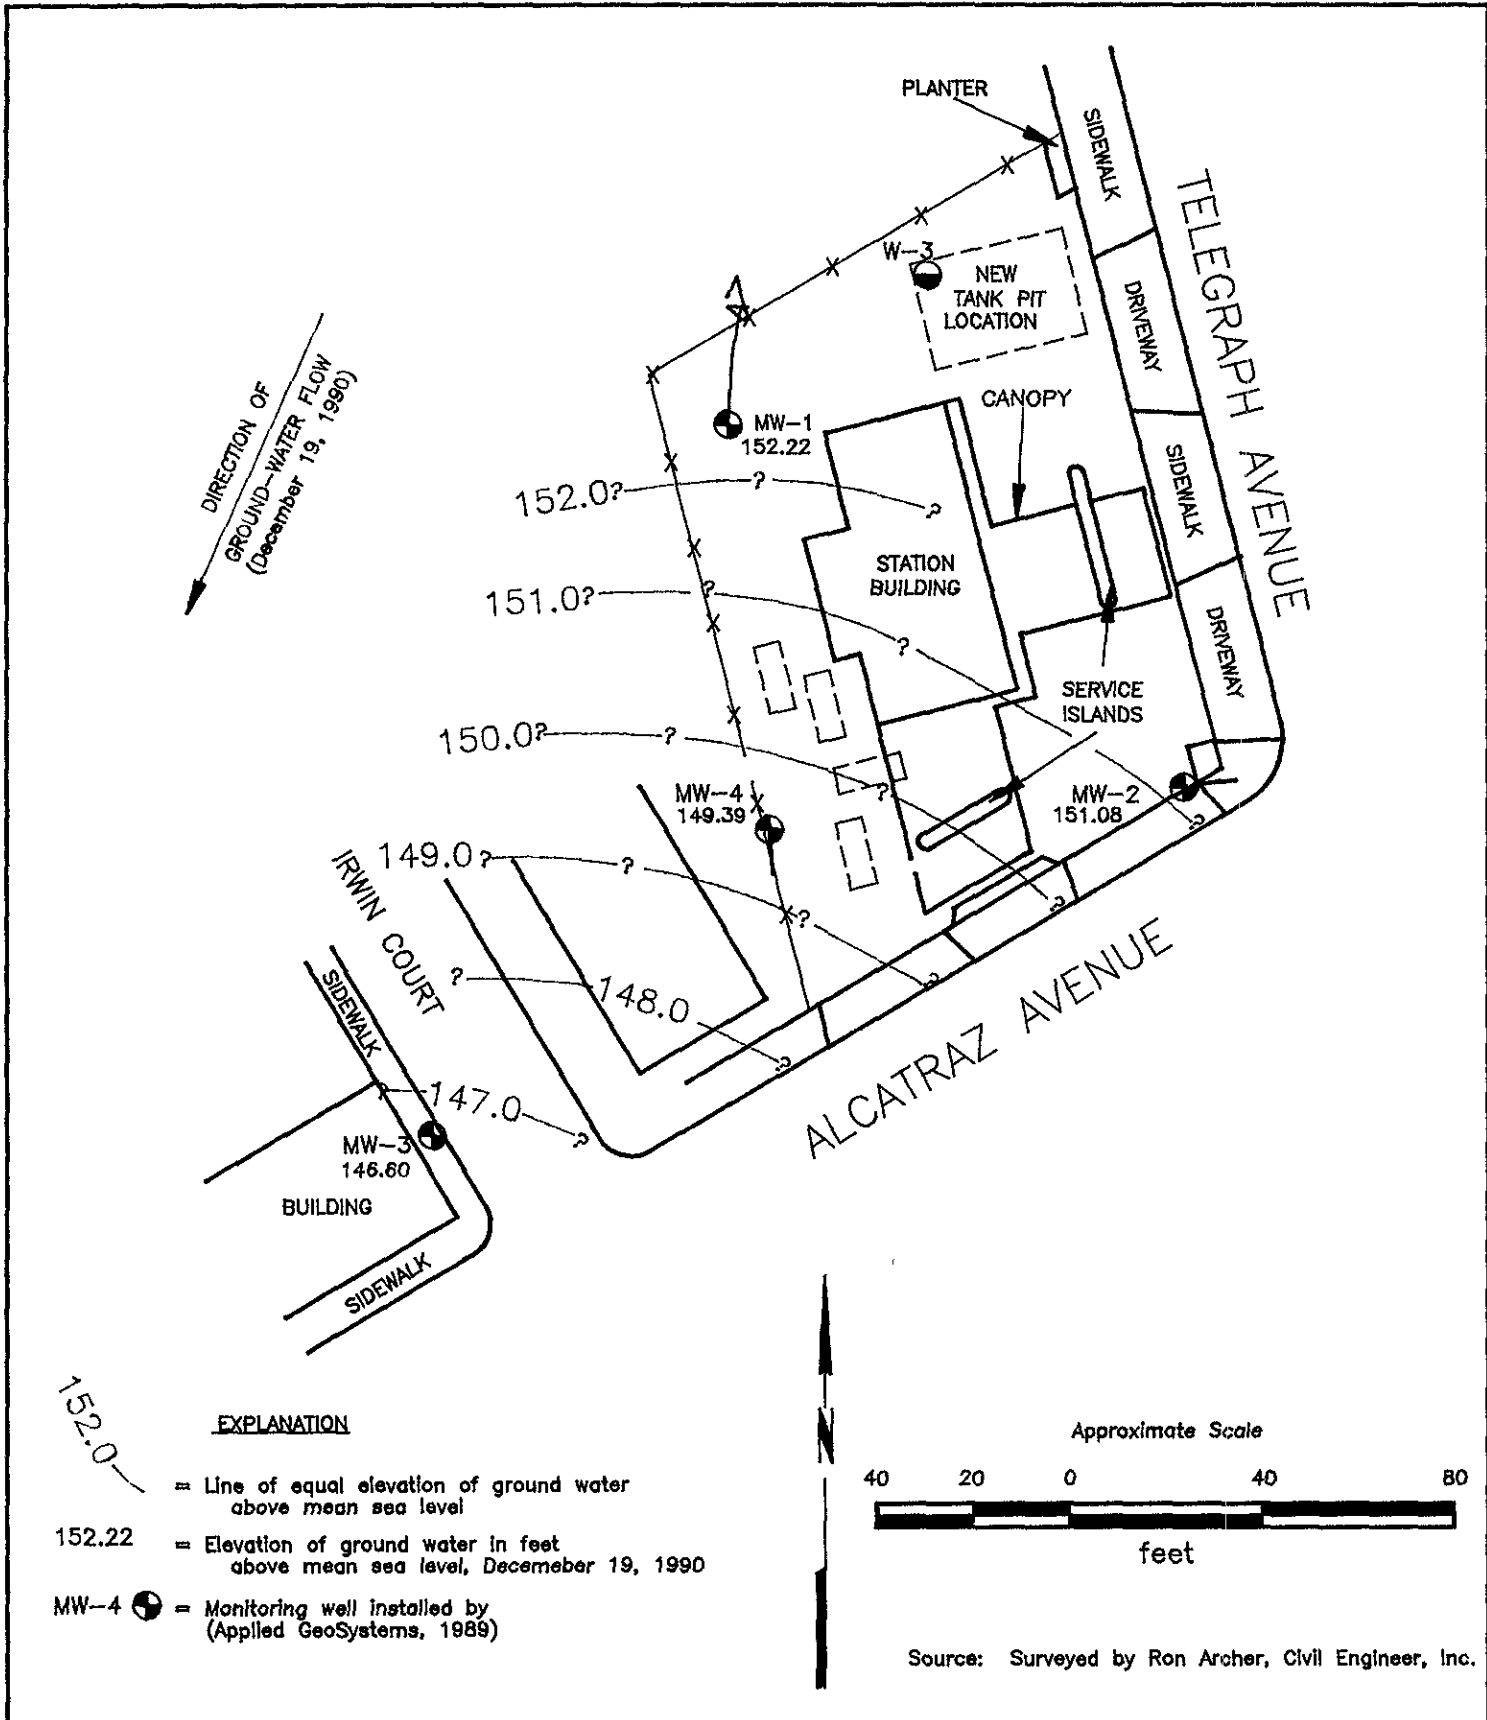 PLANTER
SIDEWALK
TELEGRAPH AVENUE
W-3
NEW
TANK PIT
LOCATION
DRIVEWAY
DIRECTION OF
GROUND-WATER FLOW
(December 19, 1990)
CANOPY
MW-1
152.22
152.0?
?
?
SIDEWALK
STATION
BUILDING
151.0?
?
?
DRIVEWAY
SERVICE
ISLANDS
150.0?
?
?
?
MW-4
149.39
MW-2
151.08
?
149.0?
?
?
?
IRWIN COURT
ALCATRAZ AVENUE
SIDEWALK
?
148.0
?
?
147.0
?
MW-3
146.60
BUILDING
SIDEWALK
152.0
EXPLANATION
= Line of equal elevation of ground water
above mean sea level
152.22 = Elevation of ground water in feet
above mean sea level, Decemeber 19, 1990
MW-4 = Monitoring well installed by
(Applied GeoSystems, 1989)
N
Approximate Scale
40 20 0 40 80
feet
Source: Surveyed by Ron Archer, Civil Engineer, Inc.